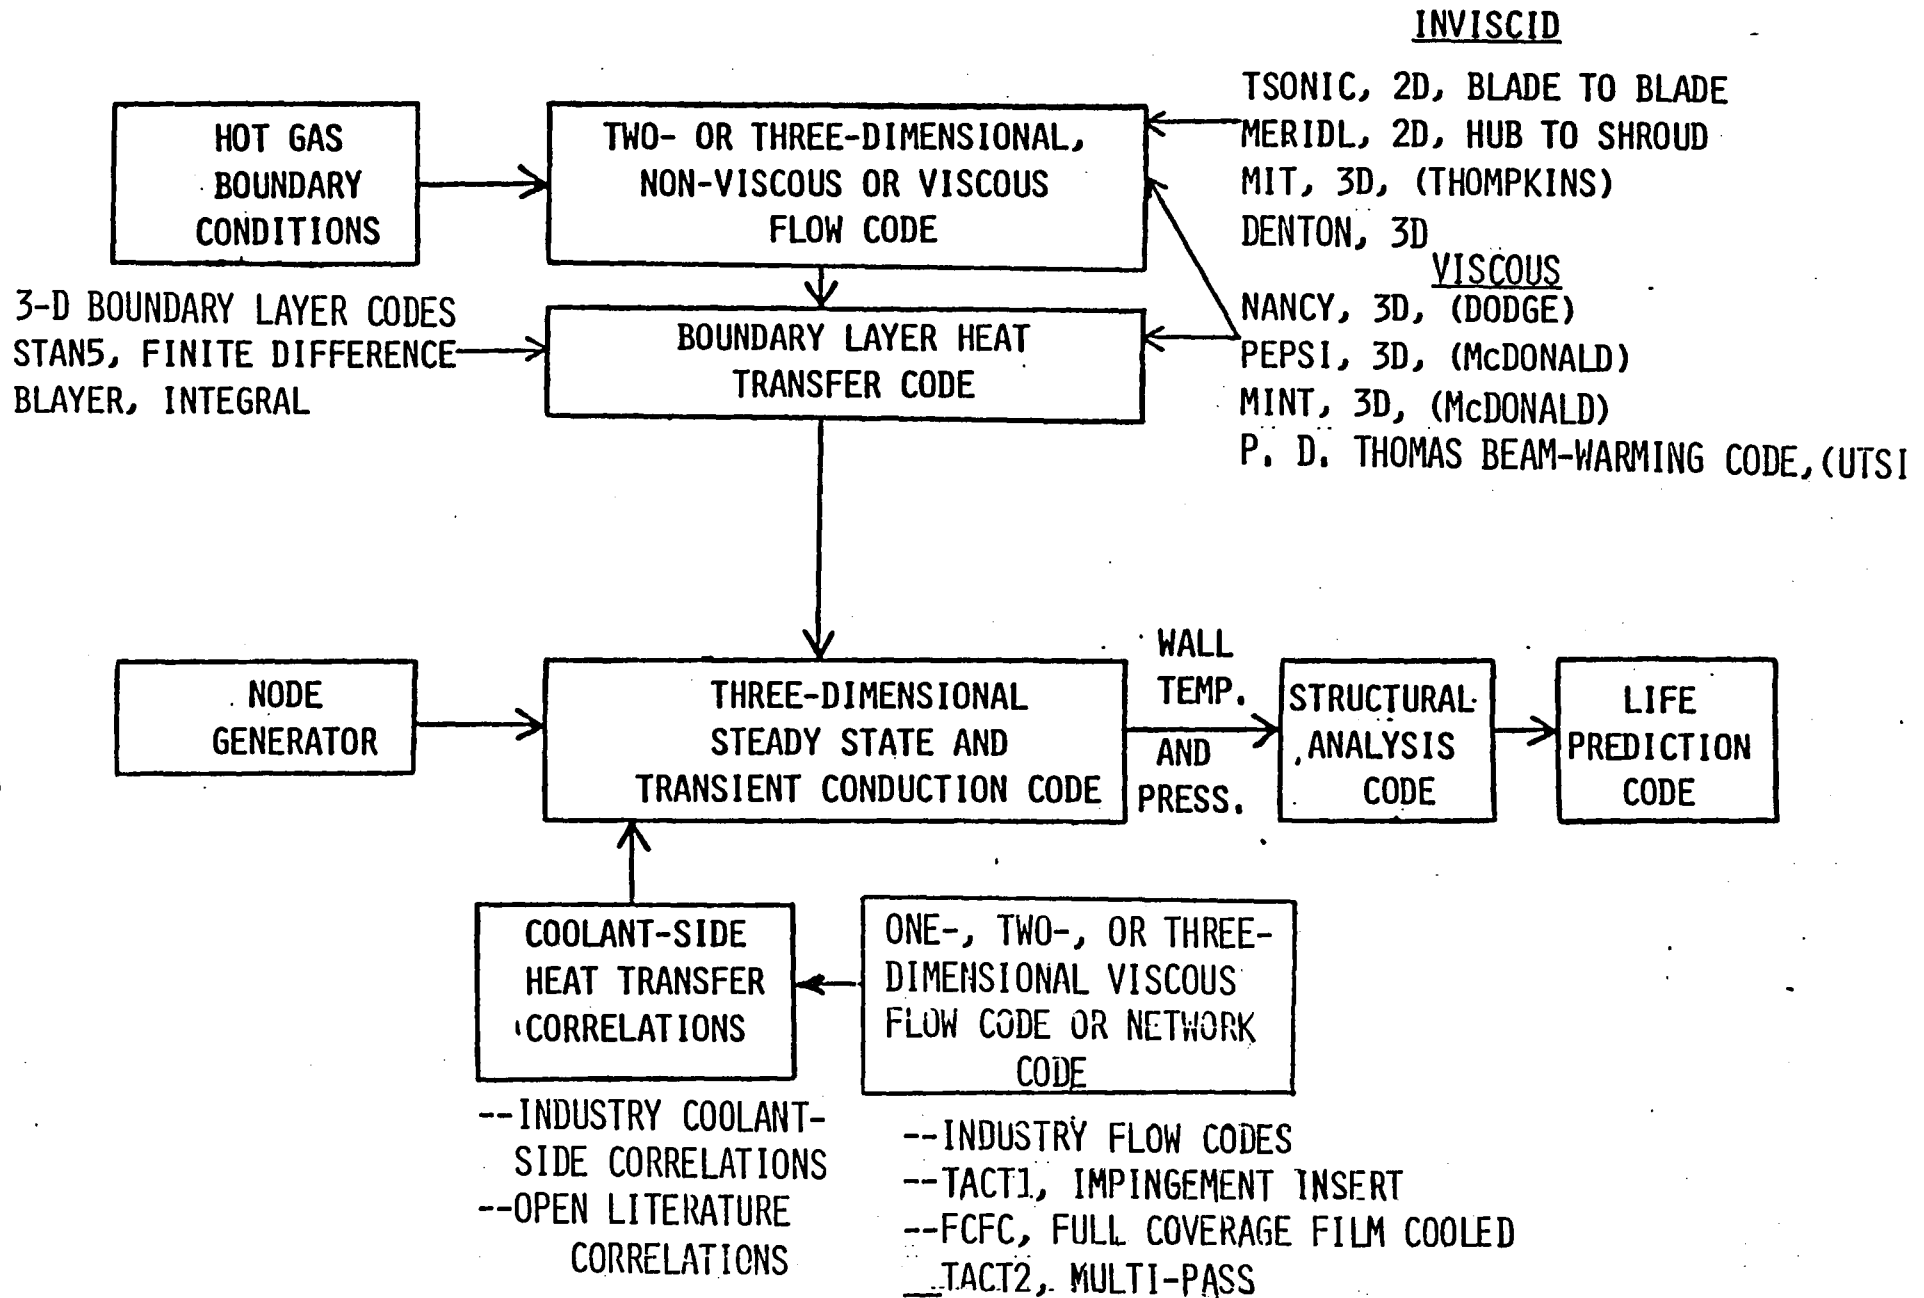 INVISCID
TSONIC, 2D, BLADE TO BLADE
MERIDL, 2D, HUB TO SHROUD
MIT, 3D, (THOMPKINS)
DENTON, 3D
VISCOUS
NANCY, 3D, (DODGE)
PEPSI, 3D, (McDONALD)
MINT, 3D, (McDONALD)
P. D. THOMAS BEAM-WARMING CODE, (UTSI
HOT GAS
BOUNDARY
CONDITIONS
TWO- OR THREE-DIMENSIONAL,
NON-VISCOUS OR VISCOUS
FLOW CODE
3-D BOUNDARY LAYER CODES
STAN5, FINITE DIFFERENCE
BLAYER, INTEGRAL
BOUNDARY LAYER HEAT
TRANSFER CODE
NODE
GENERATOR
THREE-DIMENSIONAL
STEADY STATE AND
TRANSIENT CONDUCTION CODE
WALL
TEMP.
AND
PRESS.
STRUCTURAL
ANALYSIS
CODE
LIFE
PREDICTION
CODE
COOLANT-SIDE
HEAT TRANSFER
CORRELATIONS
ONE-, TWO-, OR THREE-
DIMENSIONAL VISCOUS
FLOW CODE OR NETWORK
CODE
--INDUSTRY COOLANT-
SIDE CORRELATIONS
--OPEN LITERATURE
CORRELATIONS
--INDUSTRY FLOW CODES
--TACT1, IMPINGEMENT INSERT
--FCFC, FULL COVERAGE FILM COOLED
--TACT2, MULTI-PASS